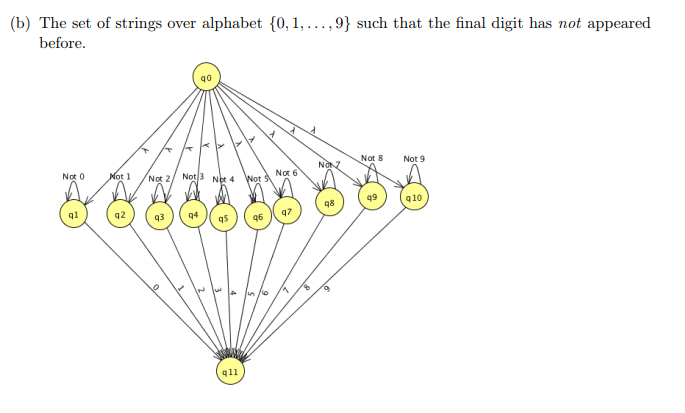 (b) The set of strings over alphabet {0, 1, . . . , 9} such that the final digit has not appeared
before.
q0
λ λ λ λ λ λ λ λ λ λ
Not 0 Not 1 Not 2 Not 3 Not 4 Not 5 Not 6 Not 7 Not 8 Not 9
q1 q2 q3 q4 q5 q6 q7 q8 q9 q10
0 1 2 3 4 5 6 7 8 9
q11